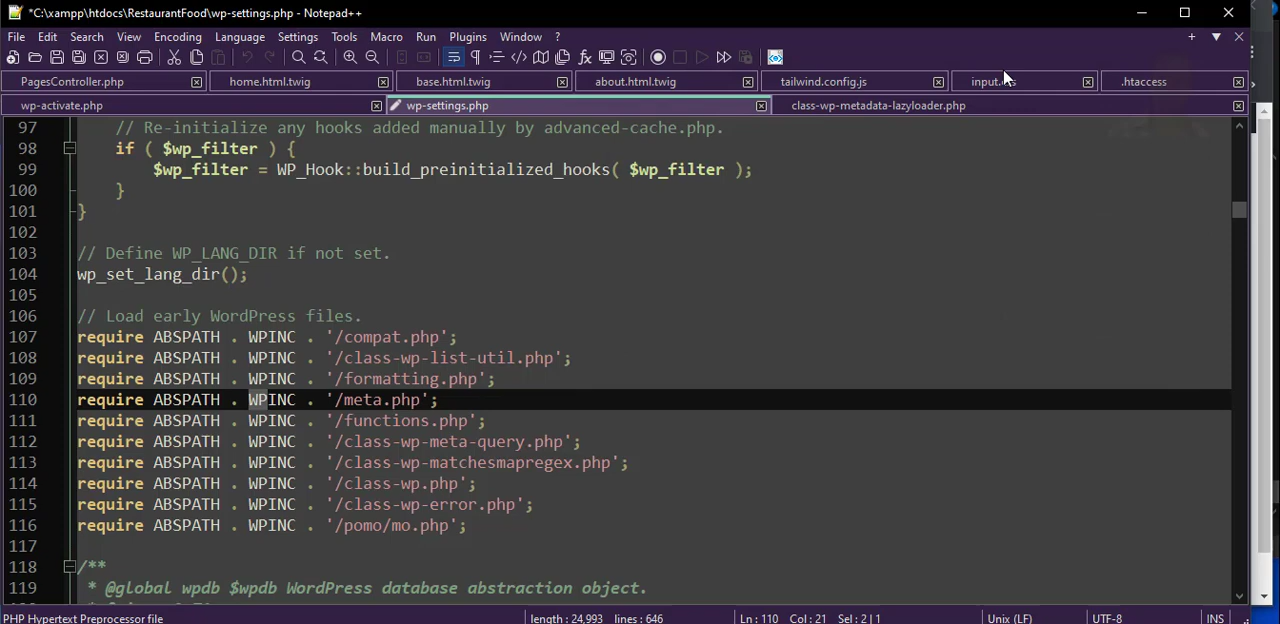 *C:\xampp\htdocs\RestaurantFood\wp-settings.php - Notepad++
File Edit Search View Encoding Language Settings Tools Macro Run Plugins Window ?
PagesController.php home.html.twig base.html.twig about.html.twig tailwind.config.js .htaccess
wp-activate.php wp-settings.php class-wp-metadata-lazyloader.php
97 // Re-initialize any hooks added manually by advanced-cache.php.
98 if ( $wp_filter ) {
99 $wp_filter = WP_Hook::build_preinitialized_hooks( $wp_filter );
100 }
101 }
102
103 // Define WP_LANG_DIR if not set.
104 wp_set_lang_dir();
105
106 // Load early WordPress files.
107 require ABSPATH . WPINC . '/compat.php';
108 require ABSPATH . WPINC . '/class-wp-list-util.php';
109 require ABSPATH . WPINC . '/formatting.php';
110 require ABSPATH . WPINC . '/meta.php';
111 require ABSPATH . WPINC . '/functions.php';
112 require ABSPATH . WPINC . '/class-wp-meta-query.php';
113 require ABSPATH . WPINC . '/class-wp-matchesmapregex.php';
114 require ABSPATH . WPINC . '/class-wp.php';
115 require ABSPATH . WPINC . '/class-wp-error.php';
116 require ABSPATH . WPINC . '/pomo/mo.php';
117
118 /**
119 * @global wpdb $wpdb WordPress database abstraction object.
PHP Hypertext Preprocessor file length : 24,993 lines : 646 Ln : 110 Col : 21 Sel : 2 | 1 Unix (LF) UTF-8 INS